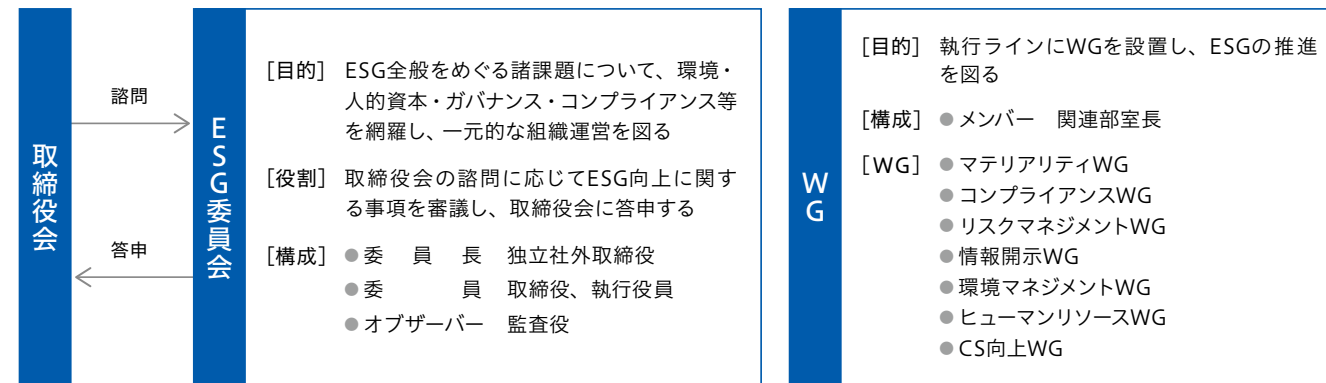 取締役会
諮問
答申
ESG委員会
[目的] ESG全般をめぐる諸課題について、環境・
人的資本・ガバナンス・コンプライアンス等
を網羅し、一元的な組織運営を図る
[役割] 取締役会の諮問に応じてESG向上に関す
る事項を審議し、取締役会に答申する
[構成] ●委員長 独立社外取締役
●委員 取締役、執行役員
●オブザーバー 監査役
WG
[目的] 執行ラインにWGを設置し、ESGの推進
を図る
[構成] ●メンバー 関連部室長
[WG] ●マテリアリティWG
●コンプライアンスWG
●リスクマネジメントWG
●情報開示WG
●環境マネジメントWG
●ヒューマンリソースWG
●CS向上WG